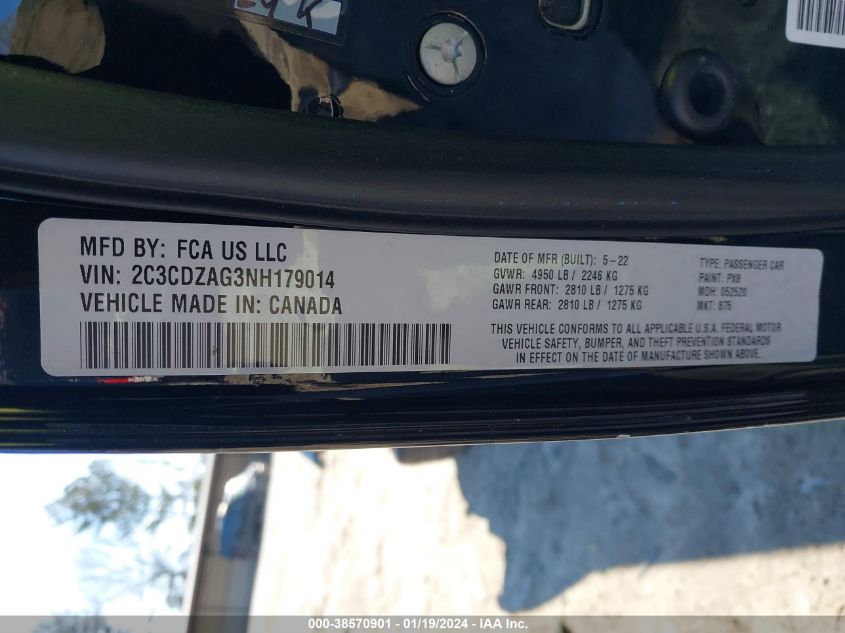 MFD BY: FCA US LLC
VIN: 2C3CDZAG3NH179014
VEHICLE MADE IN: CANADA
DATE OF MFR (BUILT): 5-22
GVWR: 4950 LB / 2246 KG
GAWR FRONT: 2810 LB / 1275 KG
GAWR REAR: 2810 LB / 1275 KG
TYPE: PASSENGER CAR
PAINT: PX8
MDH: 052520
MKT: 875
THIS VEHICLE CONFORMS TO ALL APPLICABLE U.S.A. FEDERAL MOTOR
VEHICLE SAFETY, BUMPER, AND THEFT PREVENTION STANDARDS
IN EFFECT ON THE DATE OF MANUFACTURE SHOWN ABOVE.
000-38570901 - 01/19/2024 - IAA, Inc.